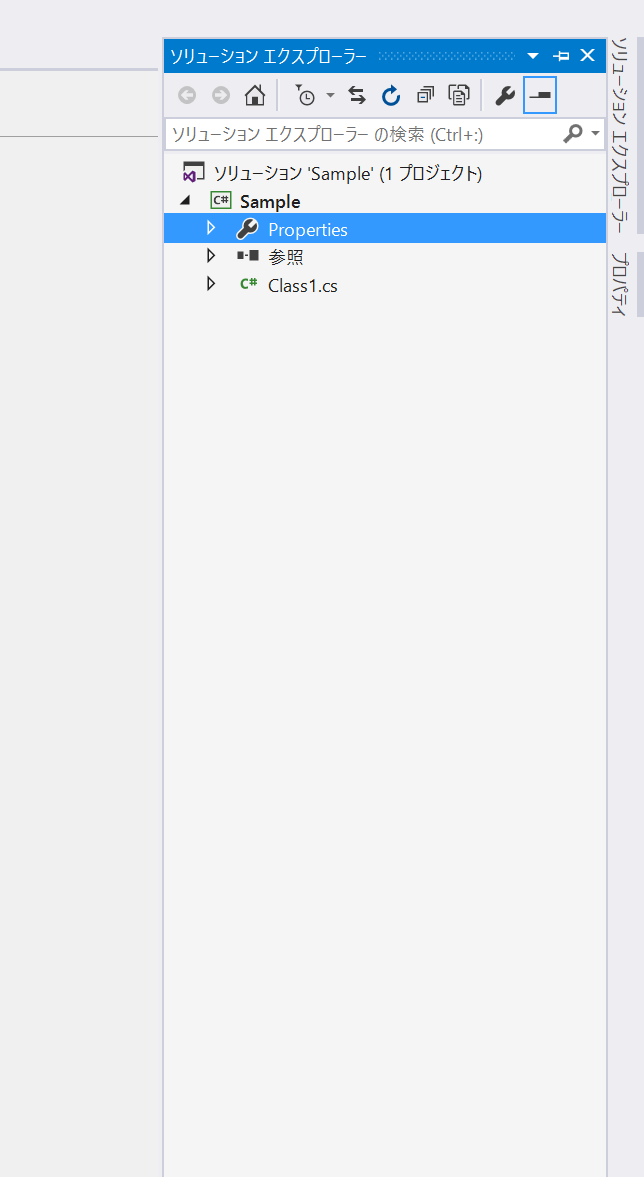 ソリューション エクスプローラー
ソリューション エクスプローラー の検索 (Ctrl+:)
ソリューション 'Sample' (1 プロジェクト)
C# Sample
Properties
参照
C# Class1.cs
ソリューション エクスプローラー
プロパティ